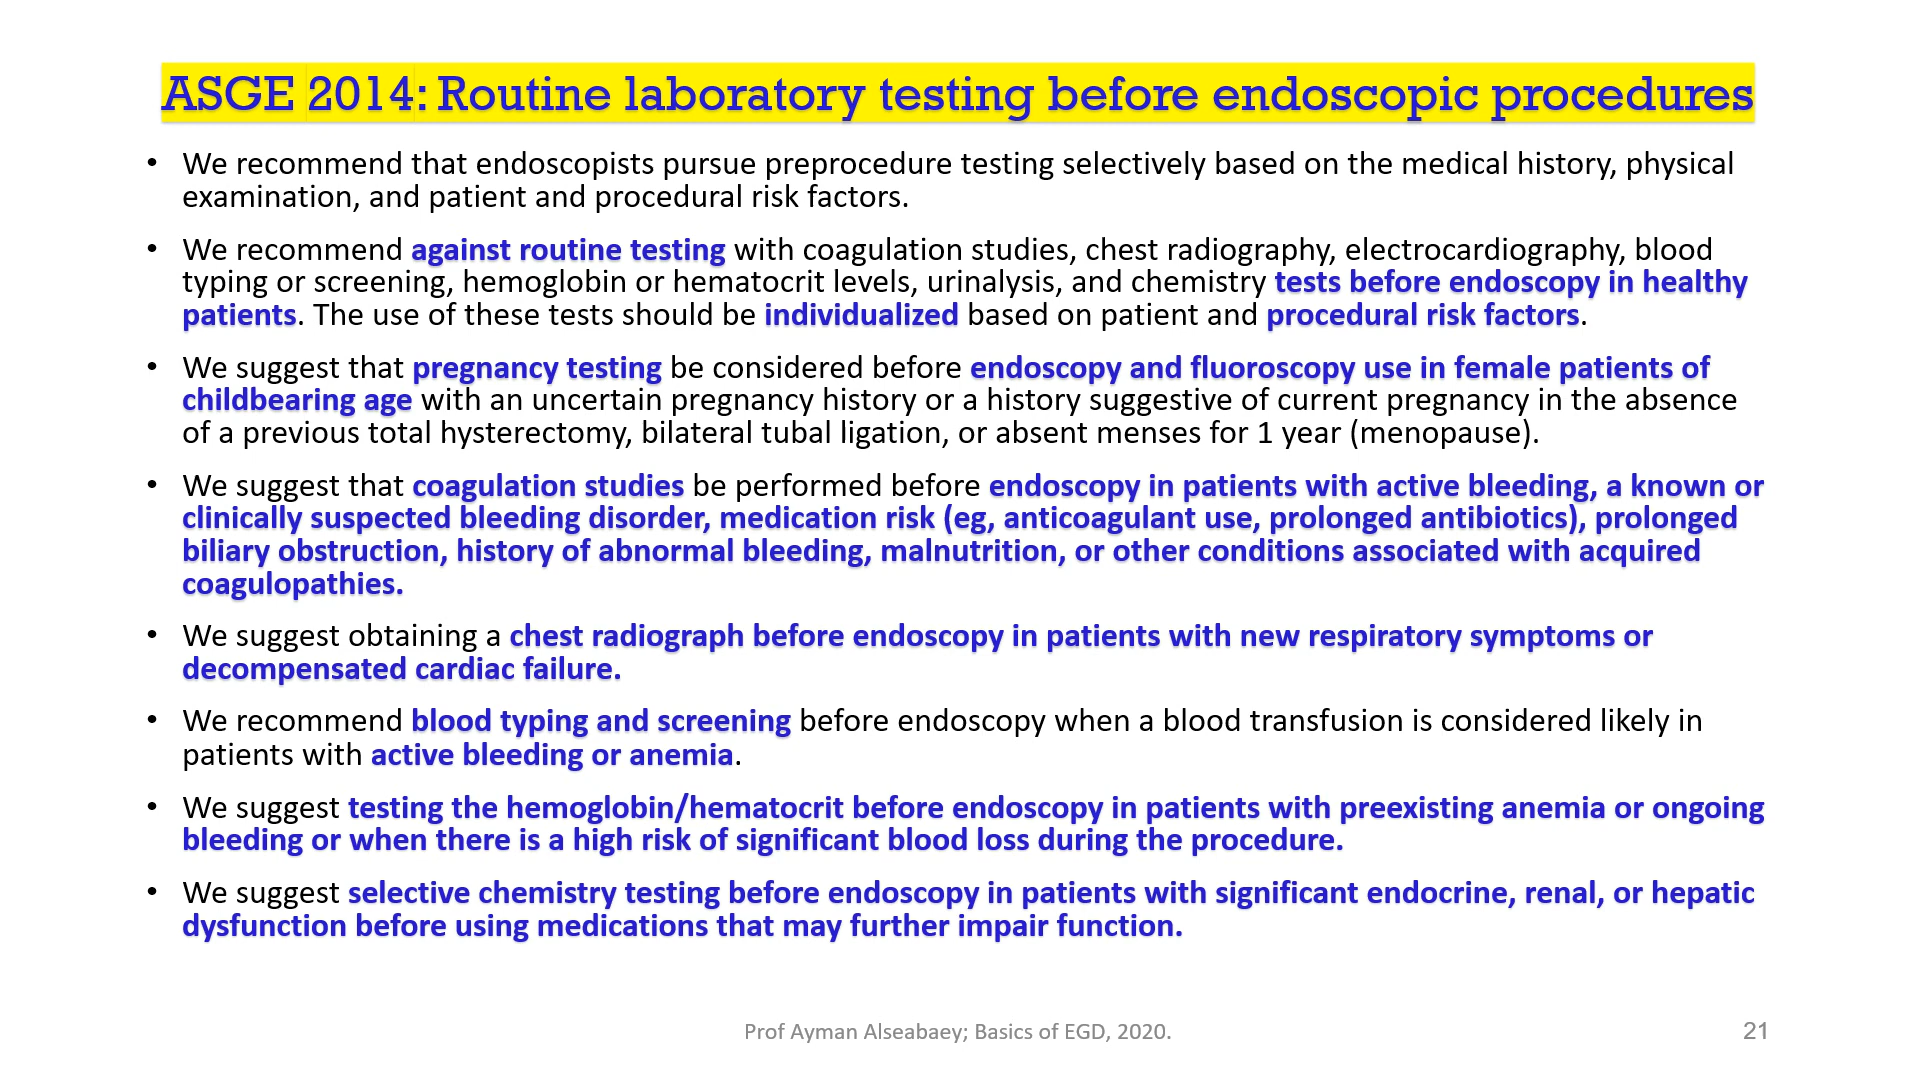 ASGE 2014: Routine laboratory testing before endoscopic procedures
• We recommend that endoscopists pursue preprocedure testing selectively based on the medical history, physical
examination, and patient and procedural risk factors.
• We recommend against routine testing with coagulation studies, chest radiography, electrocardiography, blood
typing or screening, hemoglobin or hematocrit levels, urinalysis, and chemistry tests before endoscopy in healthy
patients. The use of these tests should be individualized based on patient and procedural risk factors.
• We suggest that pregnancy testing be considered before endoscopy and fluoroscopy use in female patients of
childbearing age with an uncertain pregnancy history or a history suggestive of current pregnancy in the absence
of a previous total hysterectomy, bilateral tubal ligation, or absent menses for 1 year (menopause).
• We suggest that coagulation studies be performed before endoscopy in patients with active bleeding, a known or
clinically suspected bleeding disorder, medication risk (eg, anticoagulant use, prolonged antibiotics), prolonged
biliary obstruction, history of abnormal bleeding, malnutrition, or other conditions associated with acquired
coagulopathies.
• We suggest obtaining a chest radiograph before endoscopy in patients with new respiratory symptoms or
decompensated cardiac failure.
• We recommend blood typing and screening before endoscopy when a blood transfusion is considered likely in
patients with active bleeding or anemia.
• We suggest testing the hemoglobin/hematocrit before endoscopy in patients with preexisting anemia or ongoing
bleeding or when there is a high risk of significant blood loss during the procedure.
• We suggest selective chemistry testing before endoscopy in patients with significant endocrine, renal, or hepatic
dysfunction before using medications that may further impair function.
Prof Ayman Alseabaey; Basics of EGD, 2020.
21